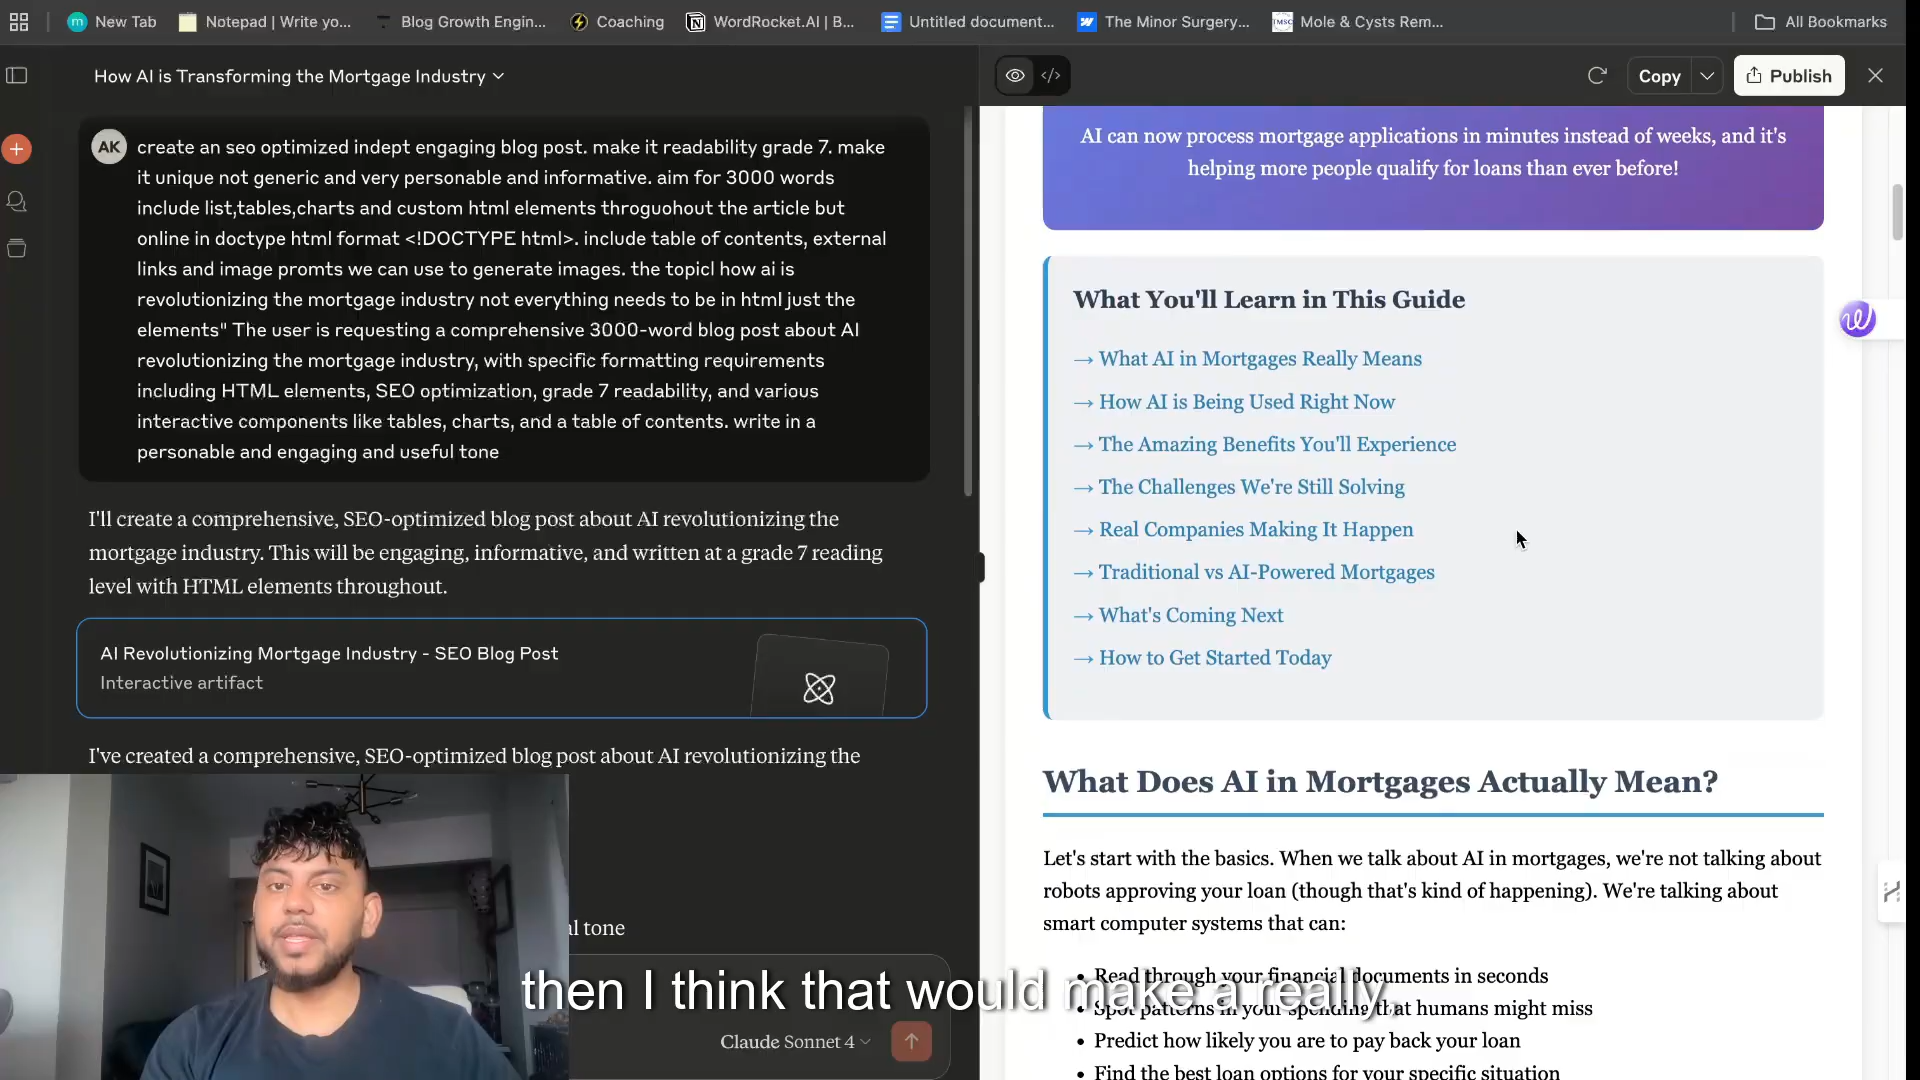 New Tab
Notepad | Write yo...
Blog Growth Engin...
Coaching
WordRocket.AI | B...
Untitled document...
The Minor Surgery...
TMSC
Mole & Cysts Rem...
All Bookmarks
How AI is Transforming the Mortgage Industry
Copy
Publish
AK
create an seo optimized indept engaging blog post. make it readability grade 7. make
it unique not generic and very personable and informative. aim for 3000 words
include list,tables,charts and custom html elements throguohout the article but
online in doctype html format <!DOCTYPE html>. include table of contents, external
links and image promts we can use to generate images. the topicl how ai is
revolutionizing the mortgage industry not everything needs to be in html just the
elements" The user is requesting a comprehensive 3000-word blog post about AI
revolutionizing the mortgage industry, with specific formatting requirements
including HTML elements, SEO optimization, grade 7 readability, and various
interactive components like tables, charts, and a table of contents. write in a
personable and engaging and useful tone
I'll create a comprehensive, SEO-optimized blog post about AI revolutionizing the
mortgage industry. This will be engaging, informative, and written at a grade 7 reading
level with HTML elements throughout.
AI Revolutionizing Mortgage Industry - SEO Blog Post
Interactive artifact
I've created a comprehensive, SEO-optimized blog post about AI revolutionizing the
al tone
Claude Sonnet 4
AI can now process mortgage applications in minutes instead of weeks, and it's
helping more people qualify for loans than ever before!
What You'll Learn in This Guide
→ What AI in Mortgages Really Means
→ How AI is Being Used Right Now
→ The Amazing Benefits You'll Experience
→ The Challenges We're Still Solving
→ Real Companies Making It Happen
→ Traditional vs AI-Powered Mortgages
→ What's Coming Next
→ How to Get Started Today
What Does AI in Mortgages Actually Mean?
Let's start with the basics. When we talk about AI in mortgages, we're not talking about
robots approving your loan (though that's kind of happening). We're talking about
smart computer systems that can:
• Read through your financial documents in seconds
• Spot patterns in your spending that humans might miss
• Predict how likely you are to pay back your loan
• Find the best loan options for your specific situation
then I think that would make a really,